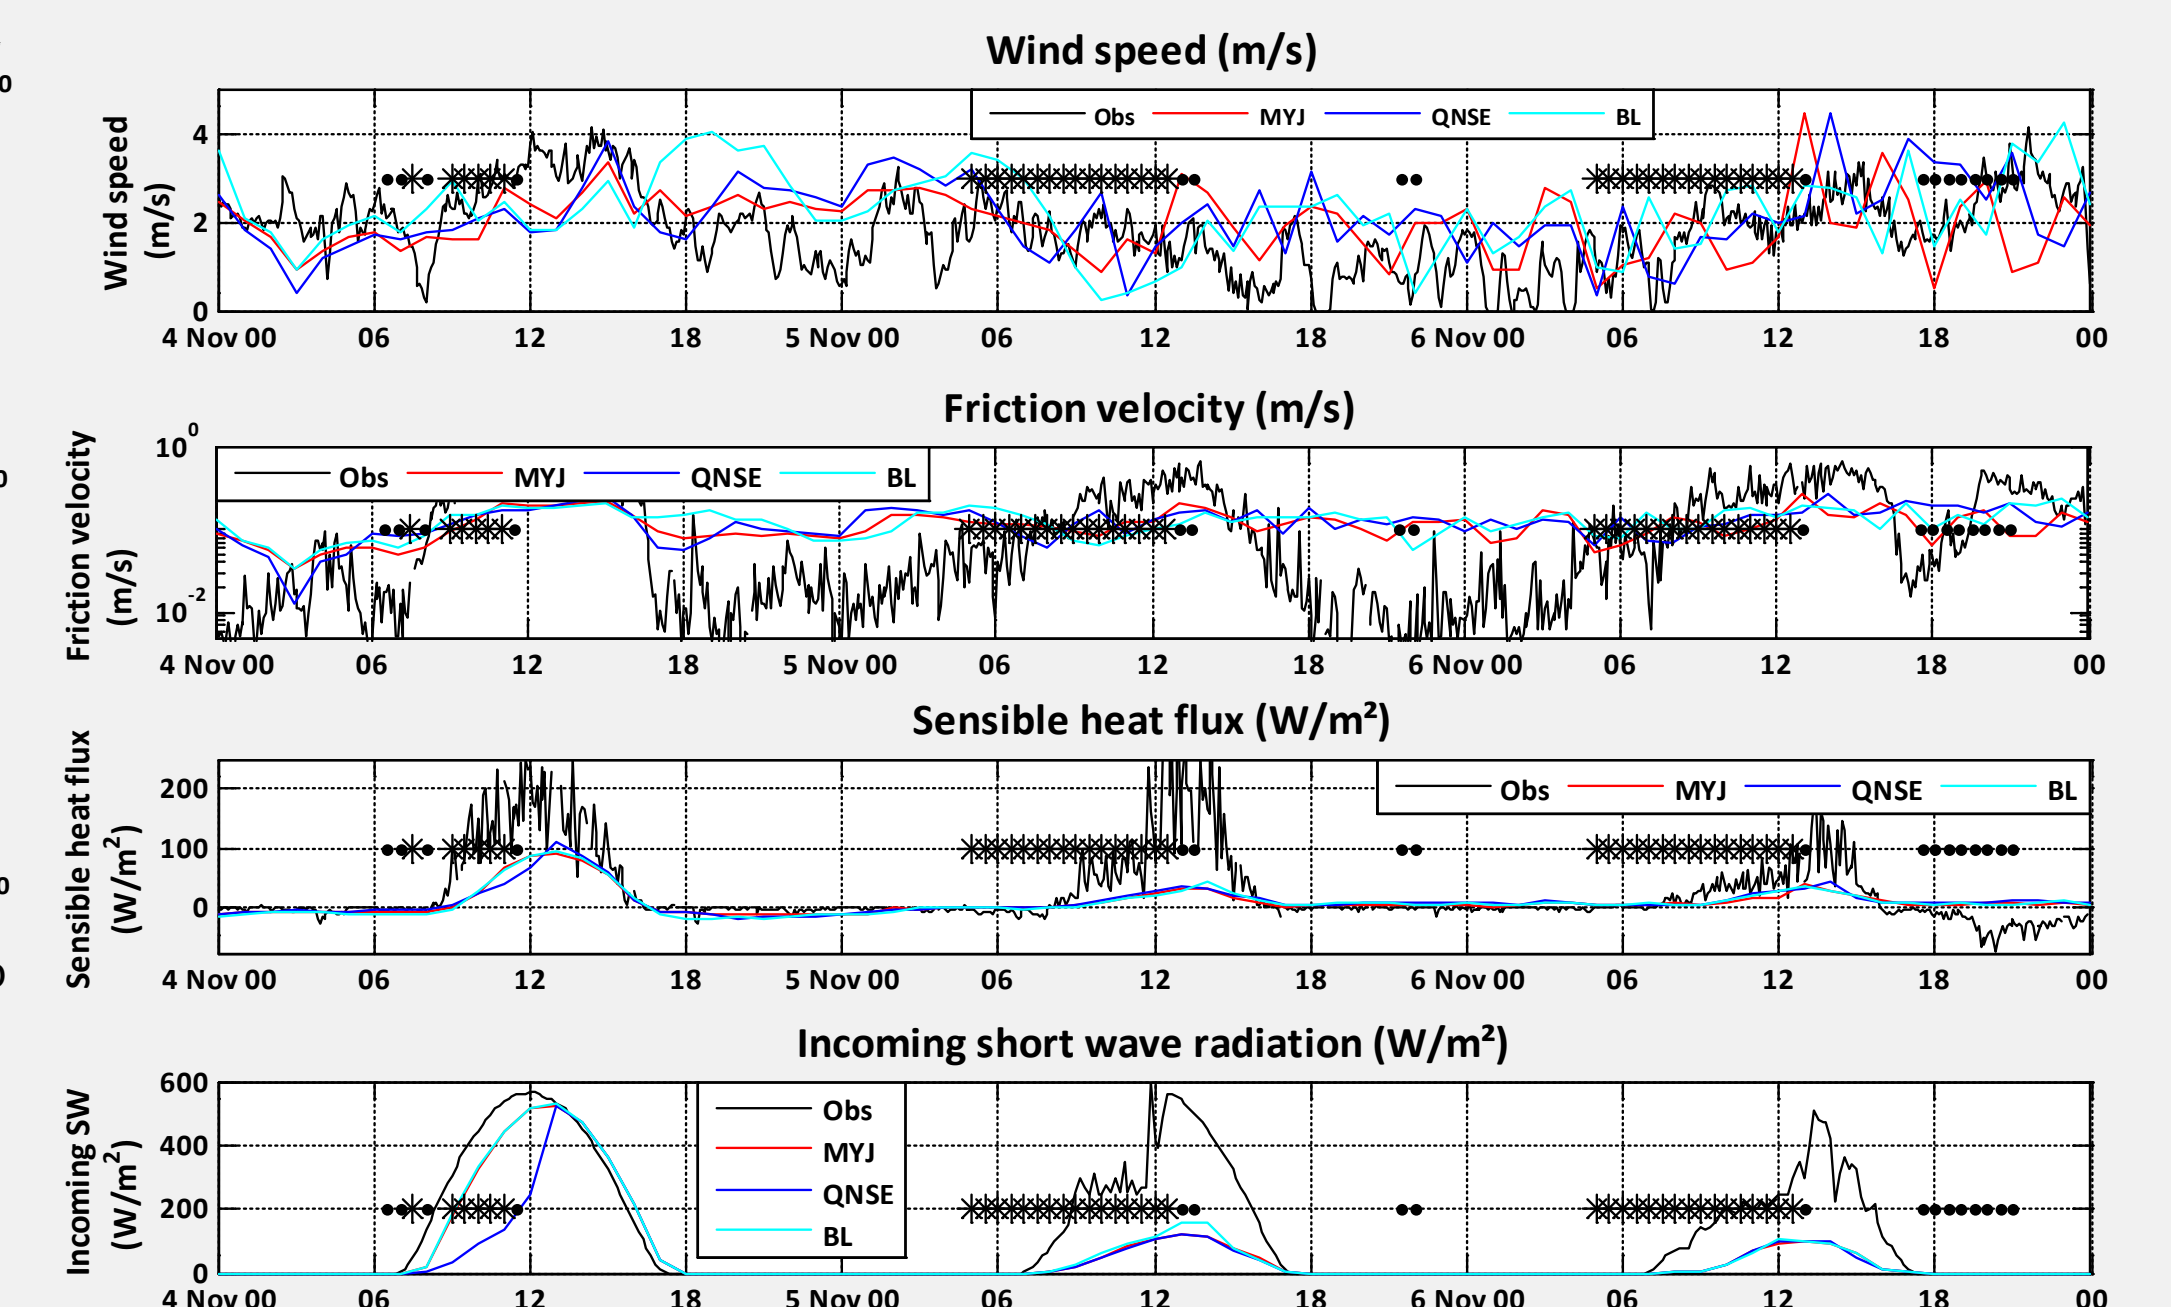 Wind speed (m/s)
0
Obs MYJ QNSE BL
Wind speed
(m/s)
4
2
0
4 Nov 00 06 12 18 5 Nov 00 06 12 18 6 Nov 00 06 12 18 00
Friction velocity (m/s)
0
Obs MYJ QNSE BL
Friction velocity
(m/s)
10⁰
10⁻²
4 Nov 00 06 12 18 5 Nov 00 06 12 18 6 Nov 00 06 12 18 00
Sensible heat flux (W/m²)
0
Obs MYJ QNSE BL
Sensible heat flux
(W/m²)
200
100
0
4 Nov 00 06 12 18 5 Nov 00 06 12 18 6 Nov 00 06 12 18 00
Incoming short wave radiation (W/m²)
Obs
MYJ
QNSE
BL
Incoming SW
(W/m²)
600
400
200
0
4 Nov 00 06 12 18 5 Nov 00 06 12 18 6 Nov 00 06 12 18 00